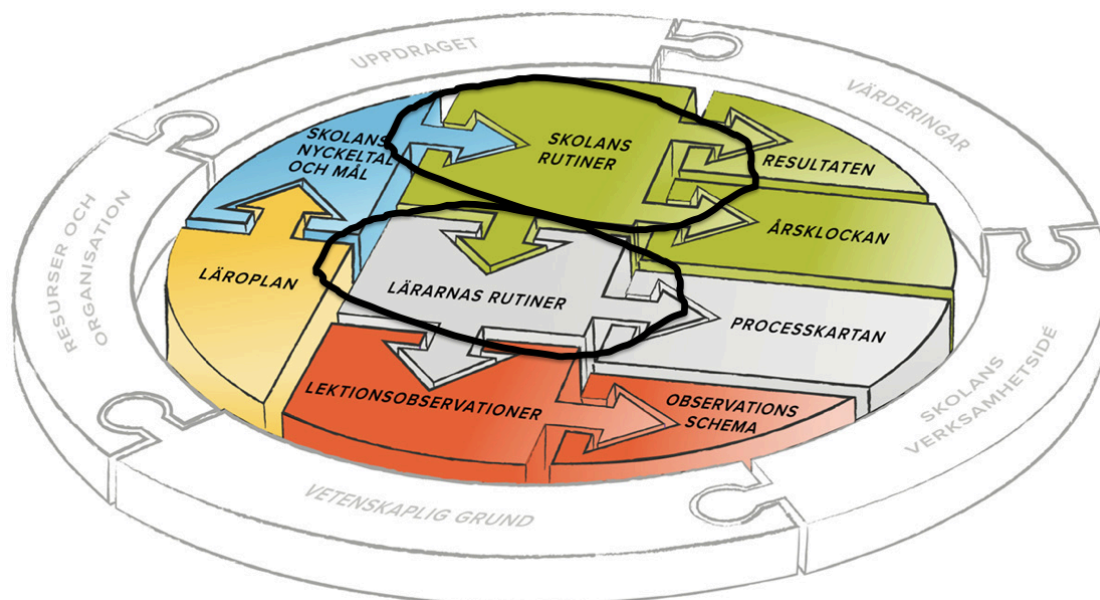 UPPDRAGET
VÄRDERINGAR
SKOLANS
NYCKELTAL
OCH MÅL
SKOLANS
RUTINER
RESULTATEN
ÅRSKLOCKAN
RESURSER OCH
ORGANISATION
LÄROPLAN
LÄRARNAS RUTINER
PROCESSKARTAN
LEKTIONSOBSERVATIONER
OBSERVATIONS
SCHEMA
SKOLANS
VERKSAMHETSIDÉ
VETENSKAPLIG GRUND